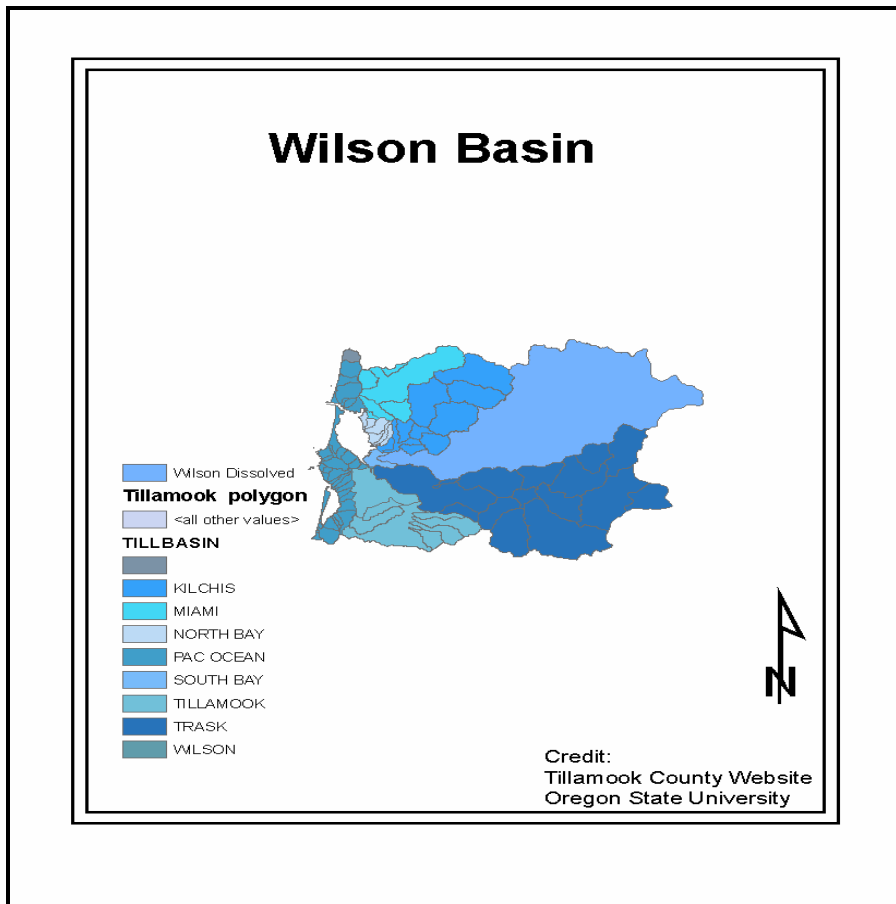 Wilson Basin
Wilson Dissolved
Tillamook polygon
<all other values>
TILLBASIN
KILCHIS
MIAMI
NORTH BAY
PAC OCEAN
SOUTH BAY
TILLAMOOK
TRASK
WILSON
N
Credit:
Tillamook County Website
Oregon State University